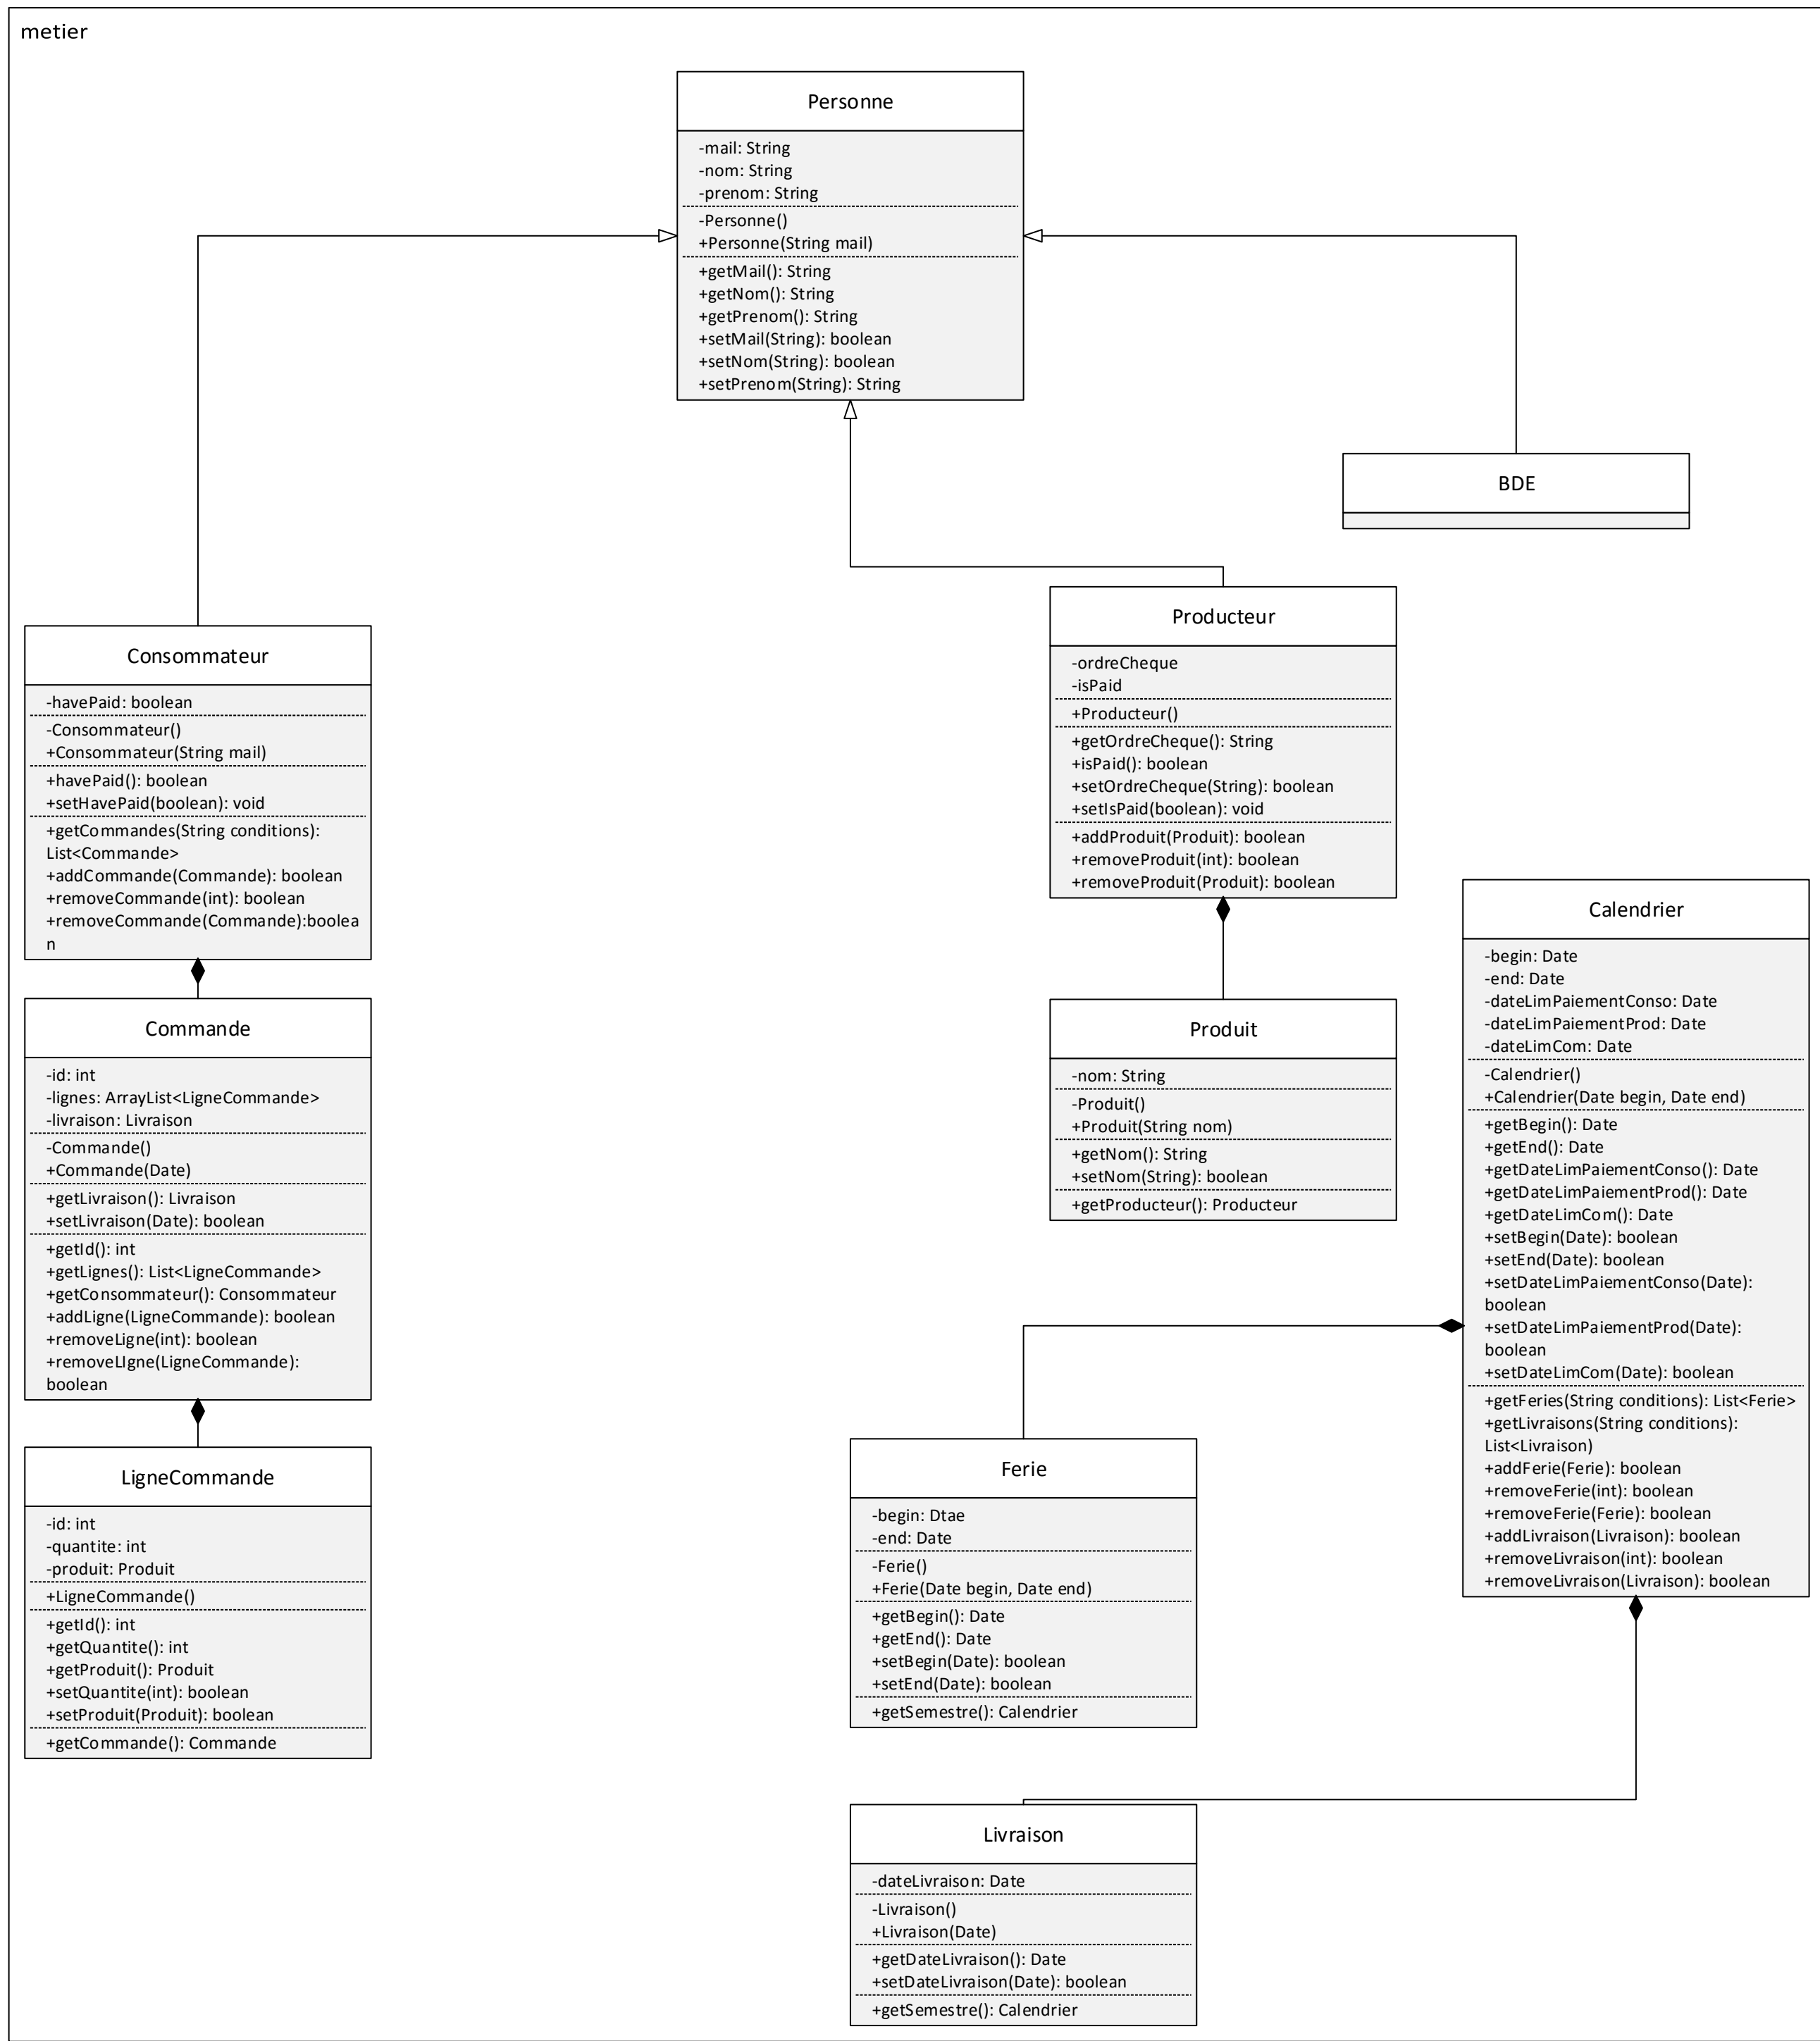 metier
Personne
-mail: String
-nom: String
-prenom: String
-Personne()
+Personne(String mail)
+getMail(): String
+getNom(): String
+getPrenom(): String
+setMail(String): boolean
+setNom(String): boolean
+setPrenom(String): String
BDE
Consommateur
-havePaid: boolean
-Consommateur()
+Consommateur(String mail)
+havePaid(): boolean
+setHavePaid(boolean): void
+getCommandes(String conditions):
List<Commande>
+addCommande(Commande): boolean
+removeCommande(int): boolean
+removeCommande(Commande):boolea
n
Producteur
-ordreCheque
-isPaid
+Producteur()
+getOrdreCheque(): String
+isPaid(): boolean
+setOrdreCheque(String): boolean
+setIsPaid(boolean): void
+addProduit(Produit): boolean
+removeProduit(int): boolean
+removeProduit(Produit): boolean
Commande
-id: int
-lignes: ArrayList<LigneCommande>
-livraison: Livraison
-Commande()
+Commande(Date)
+getLivraison(): Livraison
+setLivraison(Date): boolean
+getId(): int
+getLignes(): List<LigneCommande>
+getConsommateur(): Consommateur
+addLigne(LigneCommande): boolean
+removeLigne(int): boolean
+removeLIgne(LigneCommande):
boolean
Produit
-nom: String
-Produit()
+Produit(String nom)
+getNom(): String
+setNom(String): boolean
+getProducteur(): Producteur
Calendrier
-begin: Date
-end: Date
-dateLimPaiementConso: Date
-dateLimPaiementProd: Date
-dateLimCom: Date
-Calendrier()
+Calendrier(Date begin, Date end)
+getBegin(): Date
+getEnd(): Date
+getDateLimPaiementConso(): Date
+getDateLimPaiementProd(): Date
+getDateLimCom(): Date
+setBegin(Date): boolean
+setEnd(Date): boolean
+setDateLimPaiementConso(Date):
boolean
+setDateLimPaiementProd(Date):
boolean
+setDateLimCom(Date): boolean
+getFeries(String conditions): List<Ferie>
+getLivraisons(String conditions):
List<Livraison)
+addFerie(Ferie): boolean
+removeFerie(int): boolean
+removeFerie(Ferie): boolean
+addLivraison(Livraison): boolean
+removeLivraison(int): boolean
+removeLivraison(Livraison): boolean
LigneCommande
-id: int
-quantite: int
-produit: Produit
+LigneCommande()
+getId(): int
+getQuantite(): int
+getProduit(): Produit
+setQuantite(int): boolean
+setProduit(Produit): boolean
+getCommande(): Commande
Ferie
-begin: Dtae
-end: Date
-Ferie()
+Ferie(Date begin, Date end)
+getBegin(): Date
+getEnd(): Date
+setBegin(Date): boolean
+setEnd(Date): boolean
+getSemestre(): Calendrier
Livraison
-dateLivraison: Date
-Livraison()
+Livraison(Date)
+getDateLivraison(): Date
+setDateLivraison(Date): boolean
+getSemestre(): Calendrier